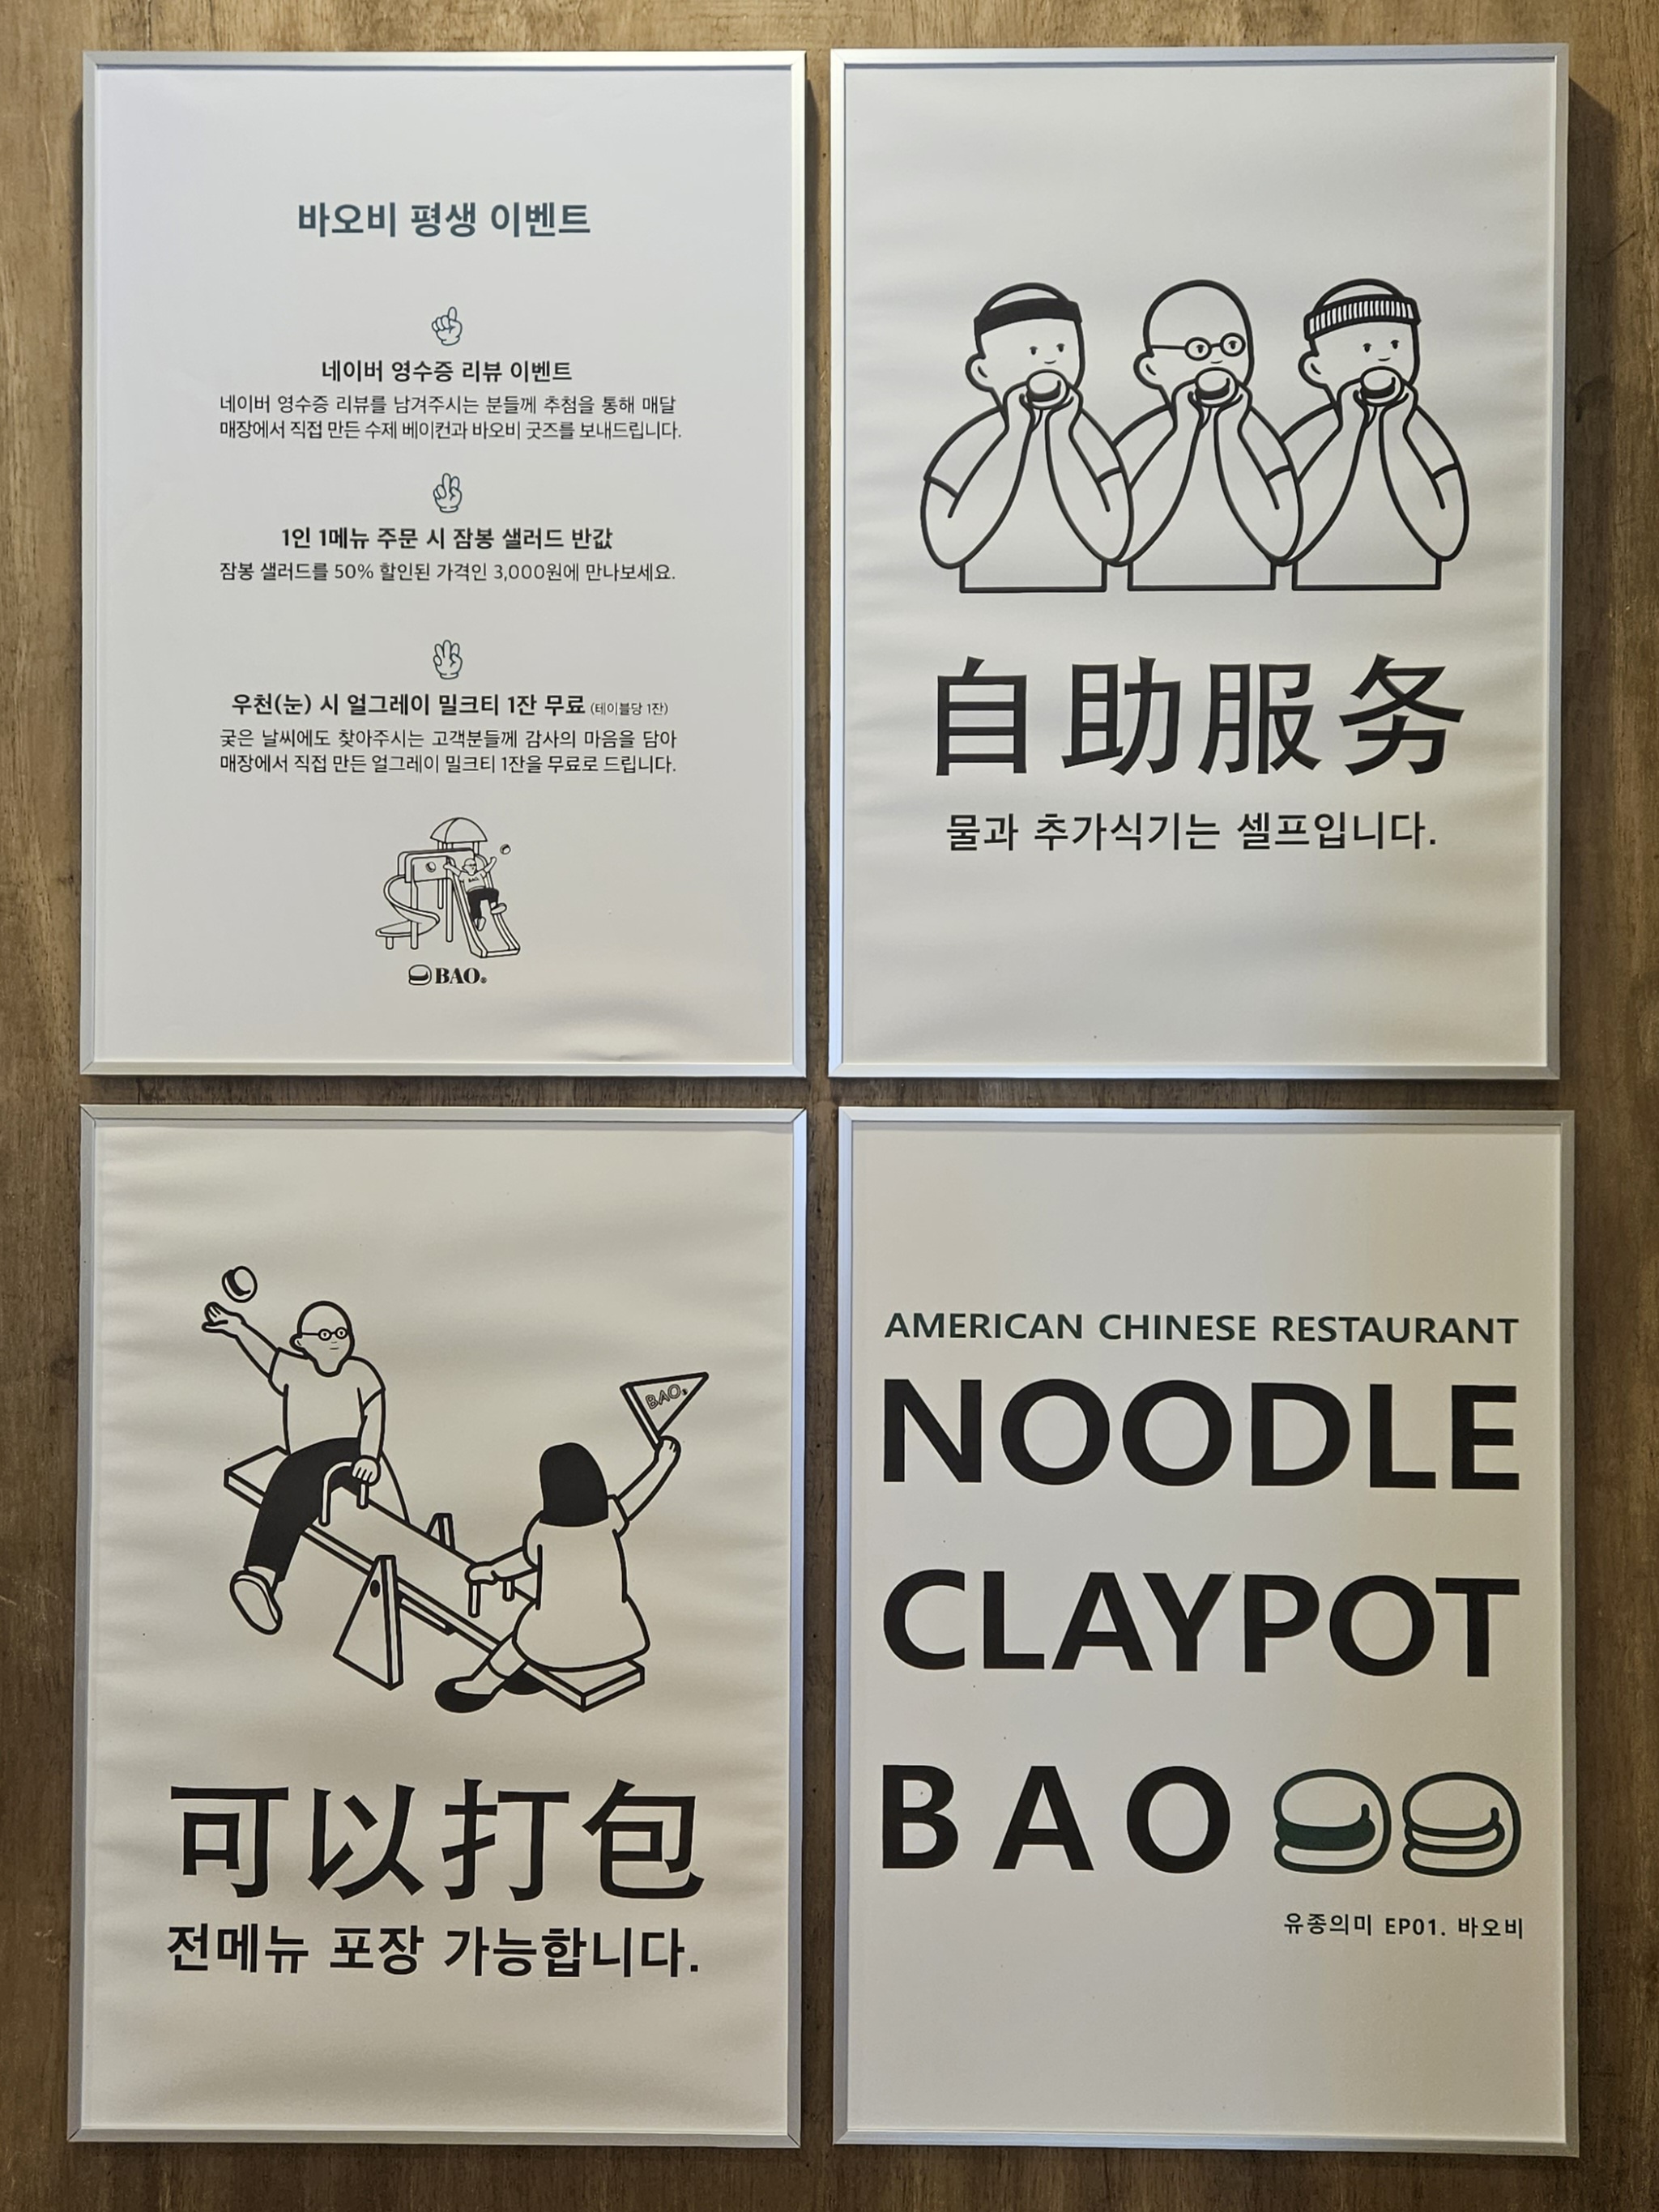 바오비 평생 이벤트
네이버 영수증 리뷰 이벤트
네이버 영수증 리뷰를 남겨주시는 분들께 추첨을 통해 매달
매장에서 직접 만든 수제 베이컨과 바오비 굿즈를 보내드립니다.
1인 1메뉴 주문 시 잠봉 샐러드 반값
잠봉 샐러드를 50% 할인된 가격인 3,000원에 만나보세요.
우천(눈) 시 얼그레이 밀크티 1잔 무료 (테이블당 1잔)
궂은 날씨에도 찾아주시는 고객분들께 감사의 마음을 담아
매장에서 직접 만든 얼그레이 밀크티 1잔을 무료로 드립니다.
BAO
BAO.
自助服务
물과 추가식기는 셀프입니다.
BAO.
可以打包
전메뉴 포장 가능합니다.
AMERICAN CHINESE RESTAURANT
NOODLE
CLAYPOT
BAO
유종의미 EP01. 바오비